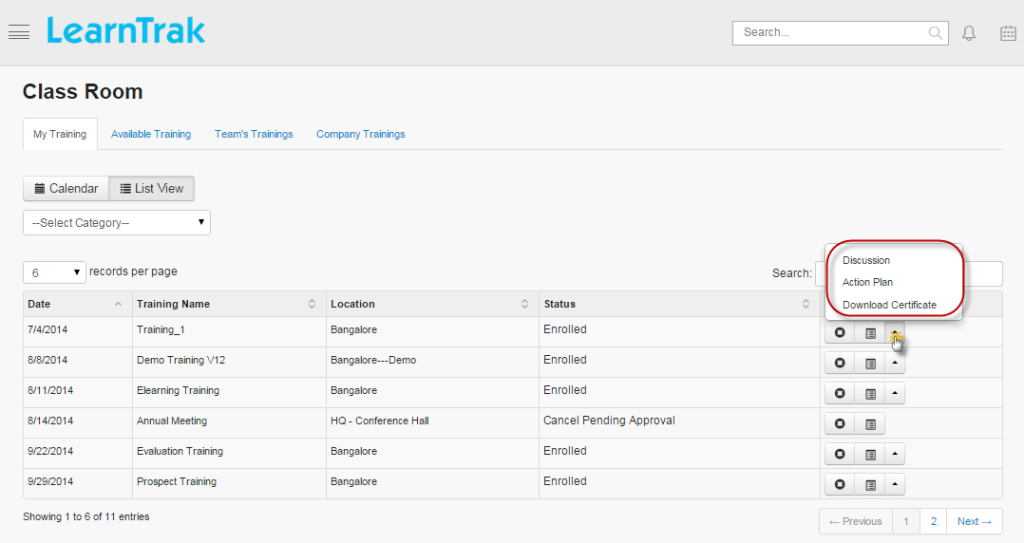 LearnTrak
Search...
Class Room
My Training Available Training Team's Trainings Company Trainings
Calendar List View
--Select Category--
6 records per page
Search:
Discussion
Action Plan
Download Certificate
Date Training Name Location Status
7/4/2014 Training_1 Bangalore Enrolled
8/8/2014 Demo Training V12 Bangalore---Demo Enrolled
8/11/2014 Elearning Training Bangalore Enrolled
8/14/2014 Annual Meeting HQ - Conference Hall Cancel Pending Approval
9/22/2014 Evaluation Training Bangalore Enrolled
9/29/2014 Prospect Training Bangalore Enrolled
Showing 1 to 6 of 11 entries
← Previous 1 2 Next →